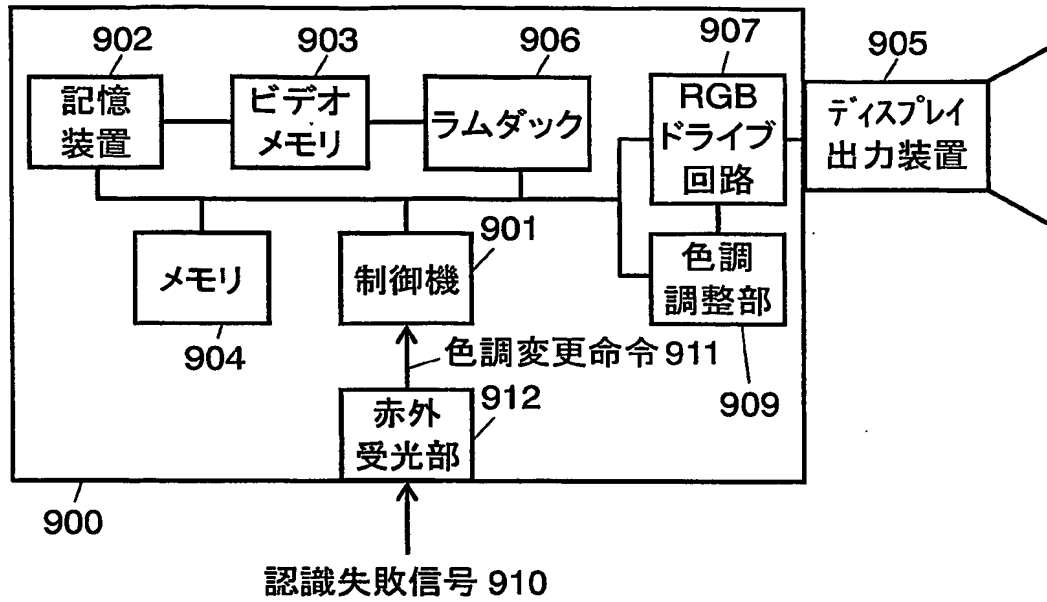 902
903
906
907
905
記憶
装置
ビデオ
メモリ
ラムダック
RGB
ドライブ
回路
ディスプレイ
出力装置
901
メモリ
制御機
色調
調整部
904
色調変更命令 911
909
912
赤外
受光部
900
認識失敗信号 910